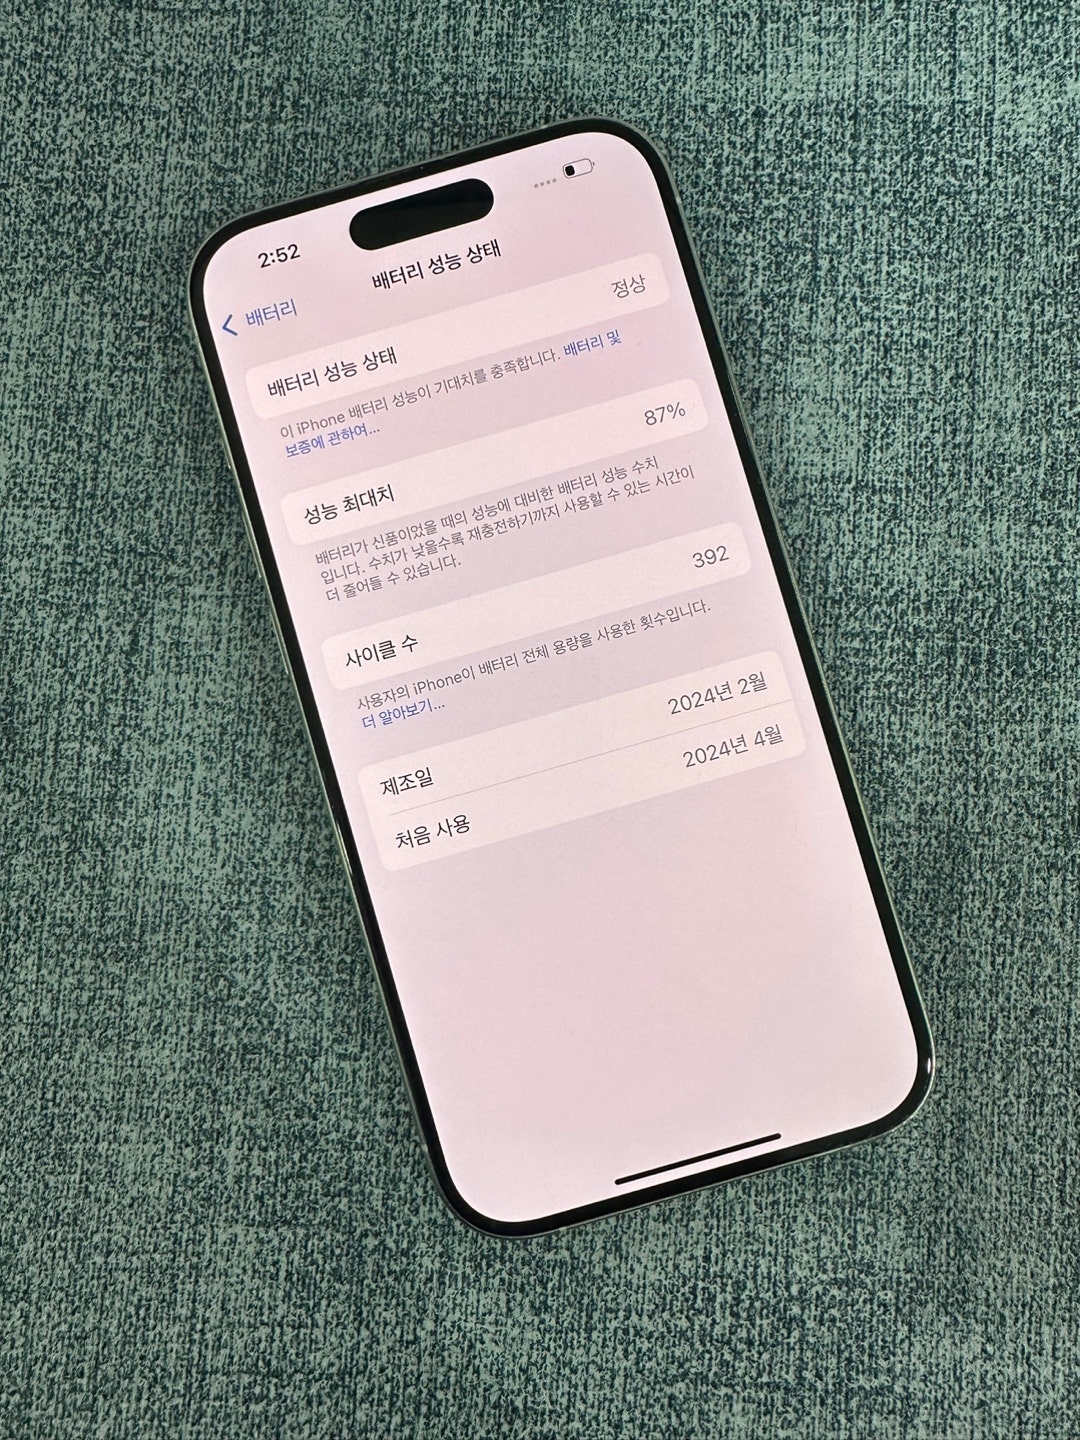 2:52
배터리
배터리 성능 상태
배터리 성능 상태 정상
이 iPhone 배터리 성능이 기대치를 충족합니다. 배터리 및
보증에 관하여...
성능 최대치 87%
배터리가 신품이었을 때의 성능에 대비한 배터리 성능 수치
입니다. 수치가 낮을수록 재충전하기까지 사용할 수 있는 시간이
더 줄어들 수 있습니다.
사이클 수 392
사용자의 iPhone이 배터리 전체 용량을 사용한 횟수입니다.
더 알아보기...
제조일 2024년 2월
처음 사용 2024년 4월